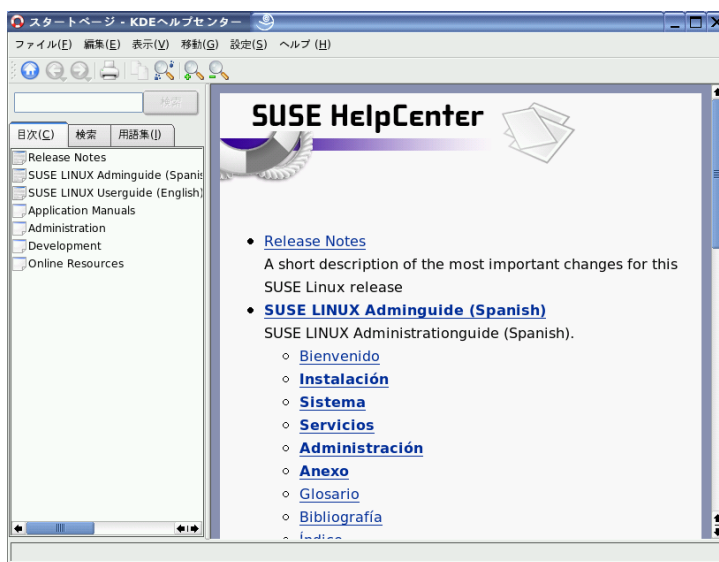 スタートページ - KDEヘルプセンター
ファイル(F) 編集(E) 表示(V) 移動(G) 設定(S) ヘルプ (H)
検索
目次(C) 検索 用語集(I)
Release Notes
SUSE LINUX Adminguide (Spanis
SUSE LINUX Userguide (English)
Application Manuals
Administration
Development
Online Resources
SUSE HelpCenter
Release Notes
A short description of the most important changes for this
SUSE Linux release
SUSE LINUX Adminguide (Spanish)
SUSE LINUX Administrationguide (Spanish).
Bienvenido
Instalación
Sistema
Servicios
Administración
Anexo
Glosario
Bibliografía
Índice